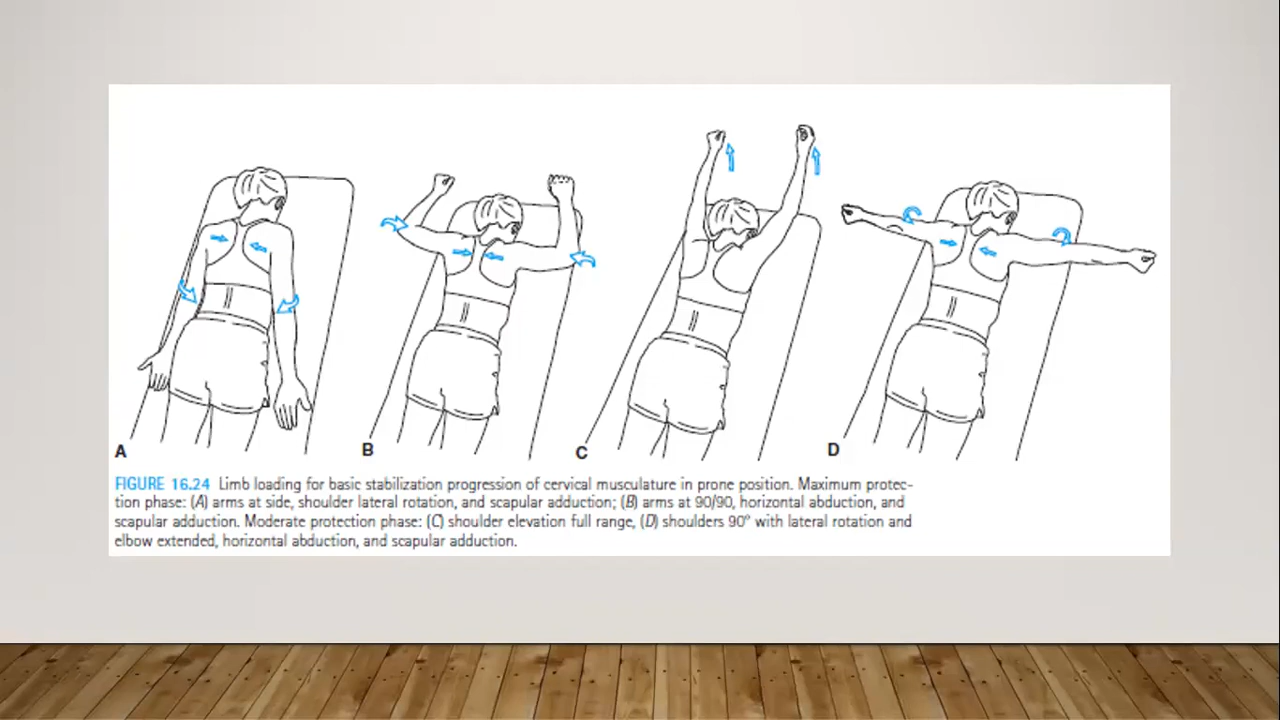 A B C D
FIGURE 16.24 Limb loading for basic stabilization progression of cervical musculature in prone position. Maximum protec-
tion phase: (A) arms at side, shoulder lateral rotation, and scapular adduction; (B) arms at 90/90, horizontal abduction, and
scapular adduction. Moderate protection phase: (C) shoulder elevation full range, (D) shoulders 90° with lateral rotation and
elbow extended, horizontal abduction, and scapular adduction.